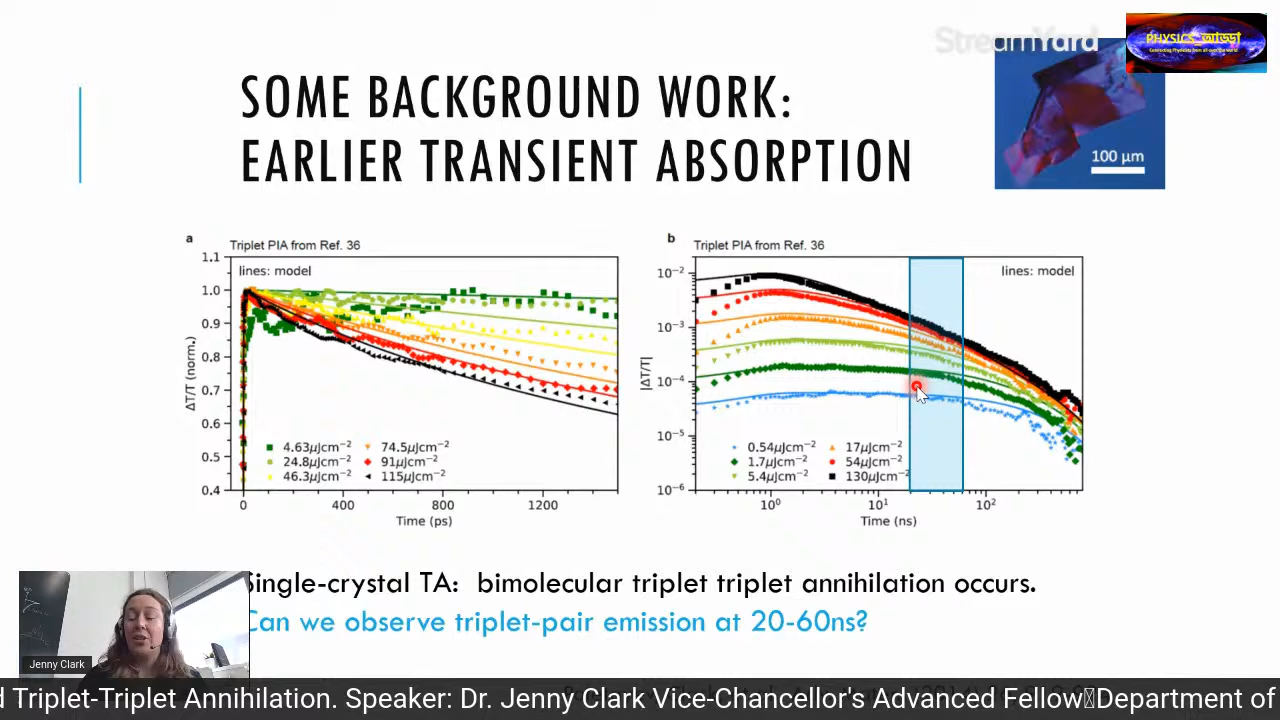 StreamYard
PHYSICS_আড্ডা
SOME BACKGROUND WORK:
EARLIER TRANSIENT ABSORPTION
100 µm
a
Triplet PIA from Ref. 36
lines: model
ΔT/T (norm.)
1.1
1.0
0.9
0.8
0.7
0.6
0.5
0.4
4.63µJcm⁻²
24.8µJcm⁻²
46.3µJcm⁻²
74.5µJcm⁻²
91µJcm⁻²
115µJcm⁻²
0
400
800
1200
Time (ps)
b
Triplet PIA from Ref. 36
lines: model
|ΔT/T|
10⁻²
10⁻³
10⁻⁴
10⁻⁵
10⁻⁶
0.54µJcm⁻²
1.7µJcm⁻²
5.4µJcm⁻²
17µJcm⁻²
54µJcm⁻²
130µJcm⁻²
10⁰
10¹
10²
Time (ns)
Single-crystal TA: bimolecular triplet triplet annihilation occurs.
Can we observe triplet-pair emission at 20-60ns?
Jenny Clark
d Triplet-Triplet Annihilation. Speaker: Dr. Jenny Clark Vice-Chancellor's Advanced Fellow Department of